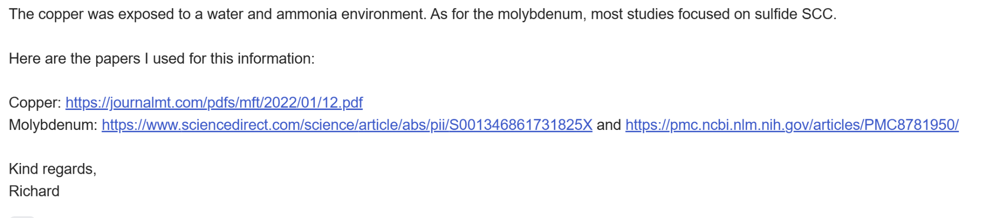 The copper was exposed to a water and ammonia environment. As for the molybdenum, most studies focused on sulfide SCC.
Here are the papers I used for this information:
Copper: https://journalmt.com/pdfs/mft/2022/01/12.pdf
Molybdenum: https://www.sciencedirect.com/science/article/abs/pii/S001346861731825X and https://pmc.ncbi.nlm.nih.gov/articles/PMC8781950/
Kind regards,
Richard